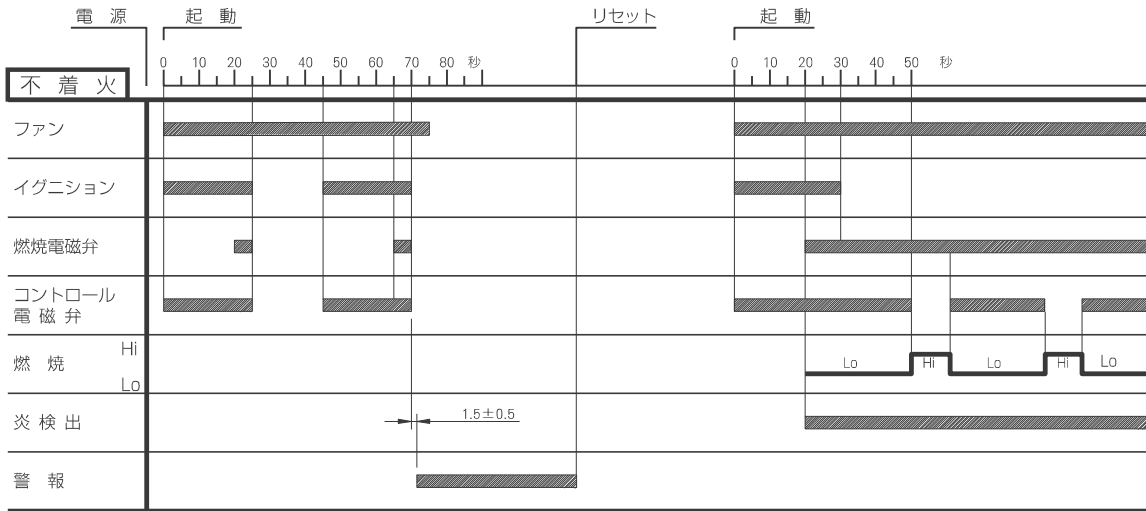 電 源 起 動 リセット 起 動
0 10 20 30 40 50 60 70 80 秒 0 10 20 30 40 50 秒
不 着 火
ファン
イグニション
燃焼電磁弁
コントロール
電 磁 弁
燃 焼 Hi
Lo
Lo Hi Lo Hi Lo
炎 検 出 1.5±0.5
警 報